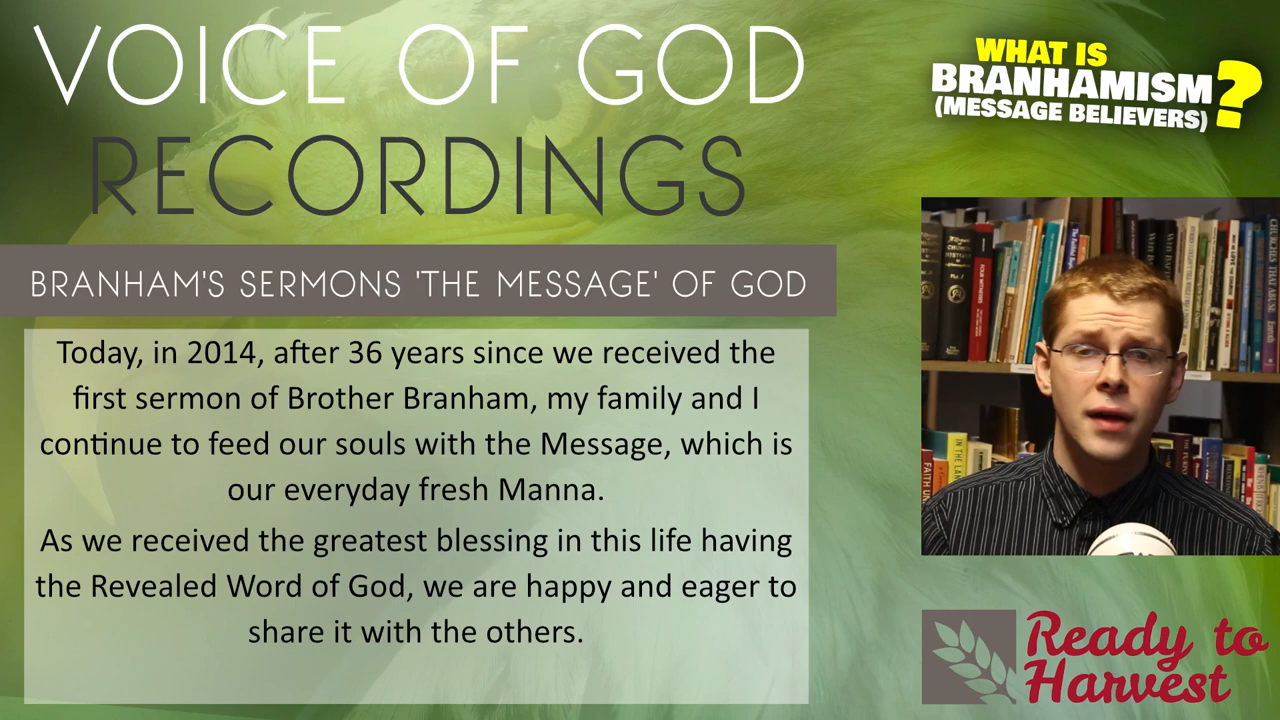 VOICE OF GOD
RECORDINGS
BRANHAM'S SERMONS 'THE MESSAGE' OF GOD
Today, in 2014, after 36 years since we received the
first sermon of Brother Branham, my family and I
continue to feed our souls with the Message, which is
our everyday fresh Manna.
As we received the greatest blessing in this life having
the Revealed Word of God, we are happy and eager to
share it with the others.
WHAT IS
BRANHAMISM?
(MESSAGE BELIEVERS)
CHURCHES THAT ABUSE
Ready to
Harvest